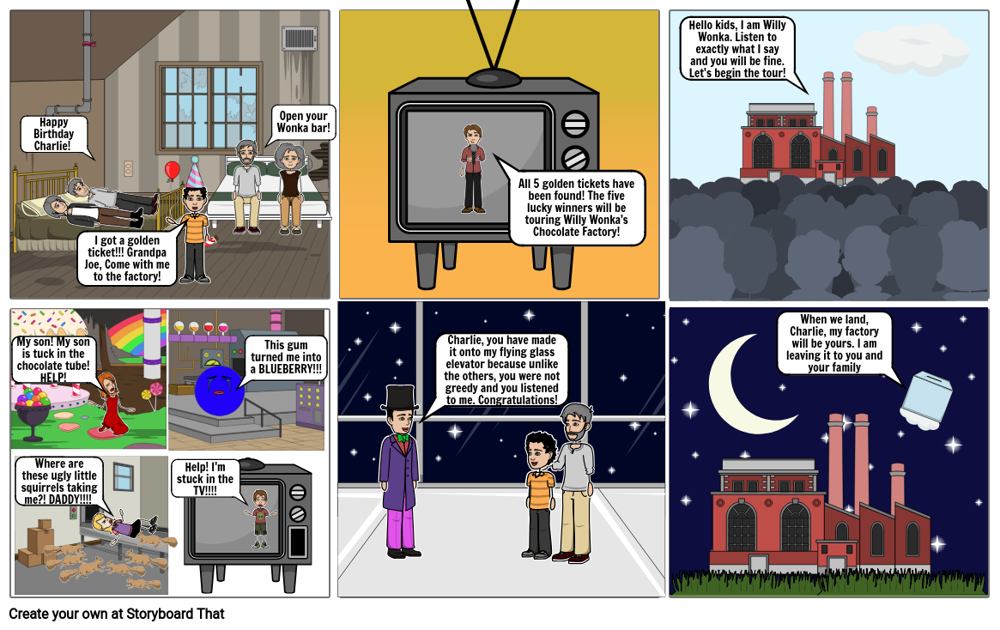 Happy
Birthday
Charlie!
Open your
Wonka bar!
I got a golden
ticket!!! Grandpa
Joe, Come with me
to the factory!
All 5 golden tickets have
been found! The five
lucky winners will be
touring Willy Wonka's
Chocolate Factory!
Hello kids, I am Willy
Wonka. Listen to
exactly what I say
and you will be fine.
Let's begin the tour!
My son! My son
is tuck in the
chocolate tube!
HELP!
This gum
turned me into
a BLUEBERRY!!!
Where are
these ugly little
squirrels taking
me?! DADDY!!!!
Help! I'm
stuck in the
TV!!!!
Charlie, you have made
it onto my flying glass
elevator because unlike
the others, you were not
greedy and you listened
to me. Congratulations!
When we land,
Charlie, my factory
will be yours. I am
leaving it to you and
your family
Create your own at Storyboard That